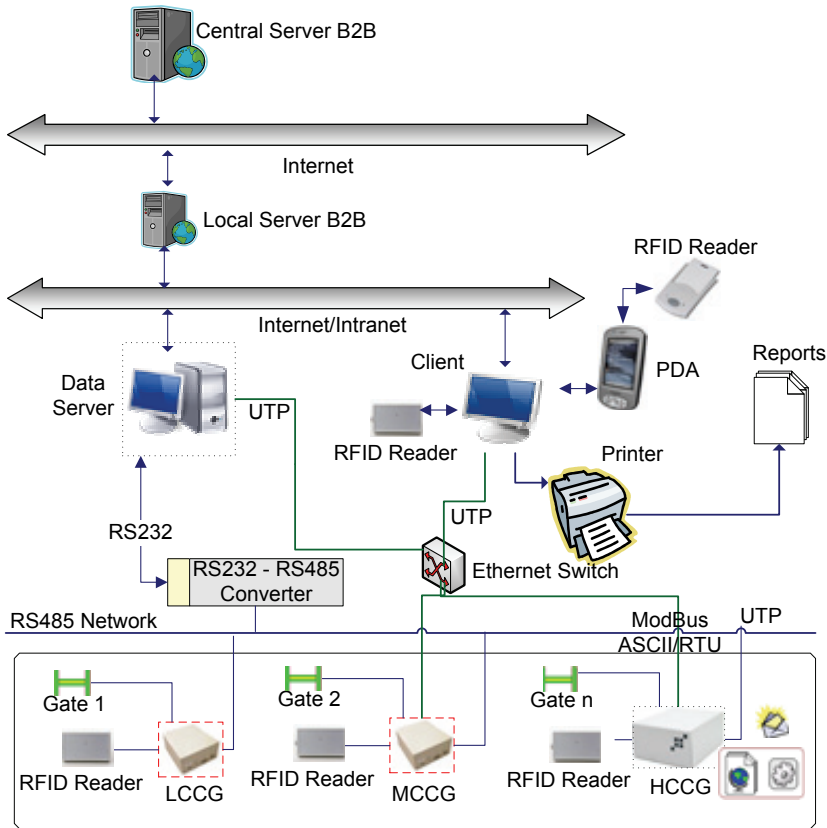 Central Server B2B
Internet
Local Server B2B
RFID Reader
Internet/Intranet
Client
PDA
Reports
Data
Server
UTP
RFID Reader
Printer
UTP
RS232
Ethernet Switch
RS232 - RS485
Converter
RS485 Network
ModBus
ASCII/RTU
UTP
Gate 1
Gate 2
Gate n
RFID Reader
LCCG
RFID Reader
MCCG
RFID Reader
HCCG